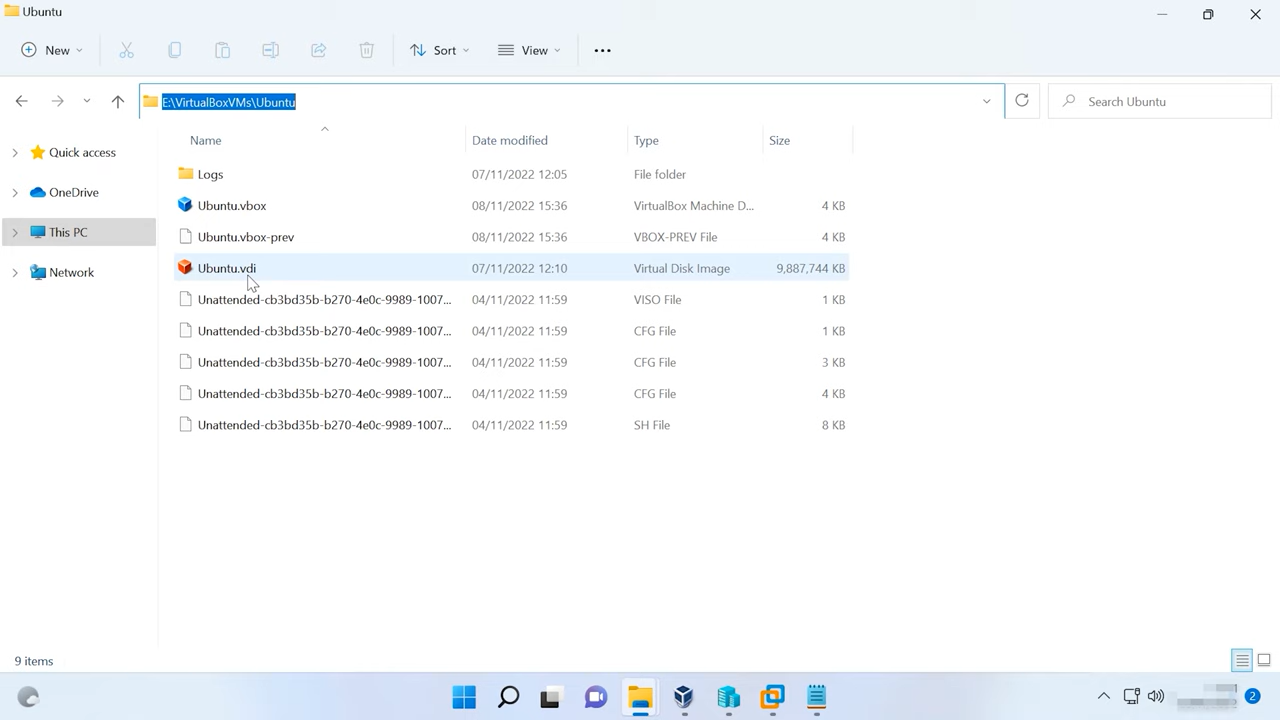 Ubuntu
New
Sort
View
E:\VirtualBoxVMs\Ubuntu
Search Ubuntu
Name Date modified Type Size
Quick access
OneDrive
This PC
Network
Logs 07/11/2022 12:05 File folder
Ubuntu.vbox 08/11/2022 15:36 VirtualBox Machine D... 4 KB
Ubuntu.vbox-prev 08/11/2022 15:36 VBOX-PREV File 4 KB
Ubuntu.vdi 07/11/2022 12:10 Virtual Disk Image 9,887,744 KB
Unattended-cb3bd35b-b270-4e0c-9989-1007... 04/11/2022 11:59 VISO File 1 KB
Unattended-cb3bd35b-b270-4e0c-9989-1007... 04/11/2022 11:59 CFG File 1 KB
Unattended-cb3bd35b-b270-4e0c-9989-1007... 04/11/2022 11:59 CFG File 3 KB
Unattended-cb3bd35b-b270-4e0c-9989-1007... 04/11/2022 11:59 CFG File 4 KB
Unattended-cb3bd35b-b270-4e0c-9989-1007... 04/11/2022 11:59 SH File 8 KB
9 items
2